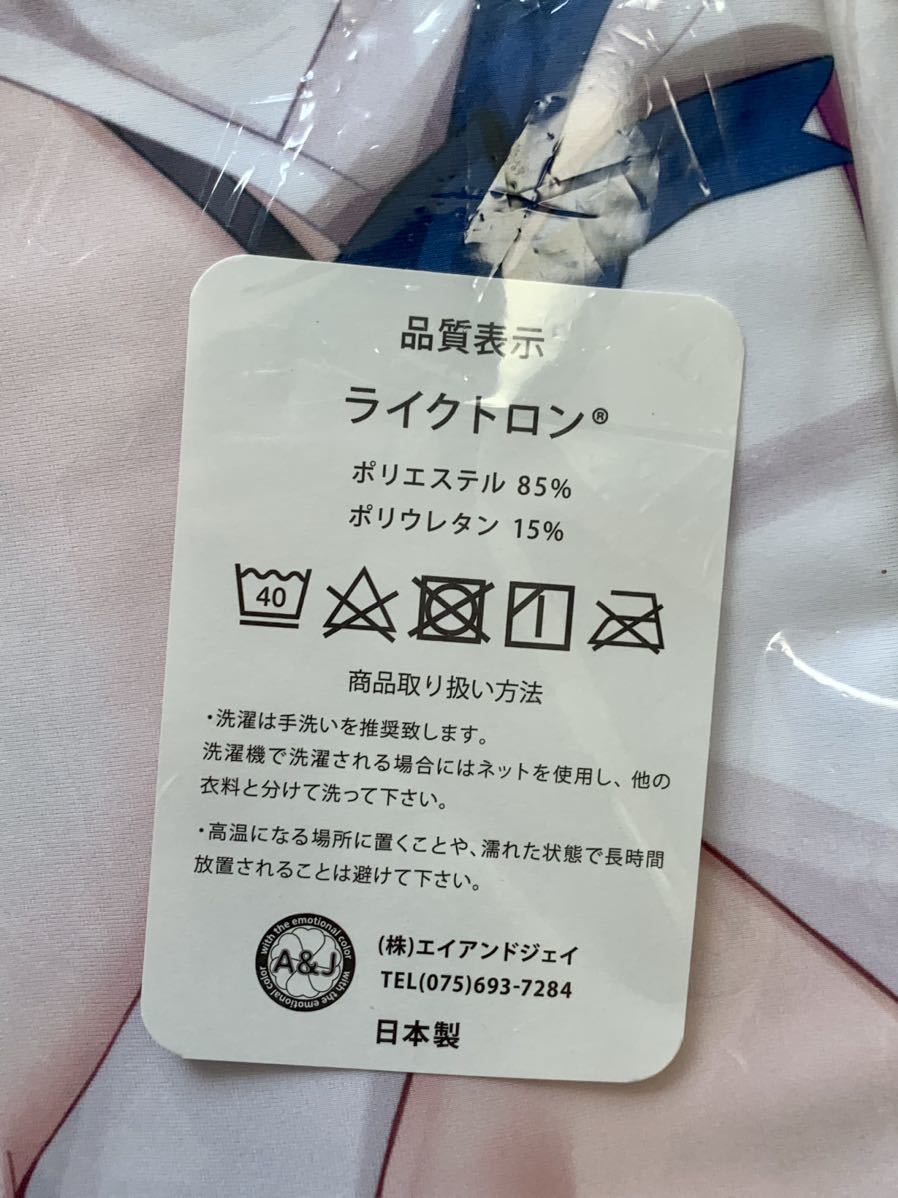 品質表示
ライクトロン®
ポリエステル 85%
ポリウレタン 15%
40
商品取り扱い方法
・洗濯は手洗いを推奨致します。
洗濯機で洗濯される場合にはネットを使用し、他の
衣料と分けて洗って下さい。
・高温になる場所に置くことや、濡れた状態で長時間
放置されることは避けて下さい。
with the emotional color
A&J
with the emotional color
(株)エイアンドジェイ
TEL(075)693-7284
日本製